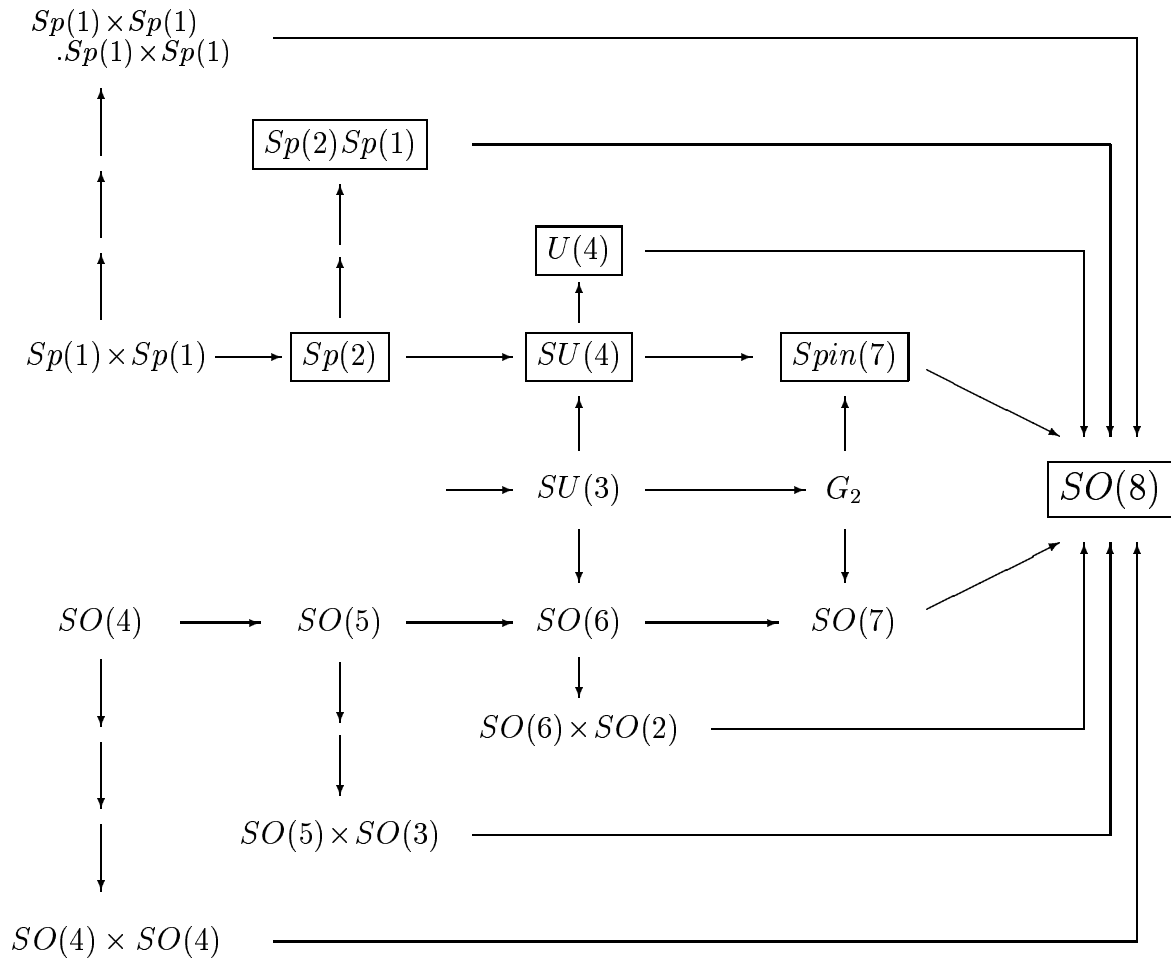 Sp(1)×Sp(1)
.Sp(1)×Sp(1)
Sp(2)Sp(1)
U(4)
Sp(1)×Sp(1)
Sp(2)
SU(4)
Spin(7)
SU(3)
G₂
SO(8)
SO(4)
SO(5)
SO(6)
SO(7)
SO(6)×SO(2)
SO(5)×SO(3)
SO(4) × SO(4)